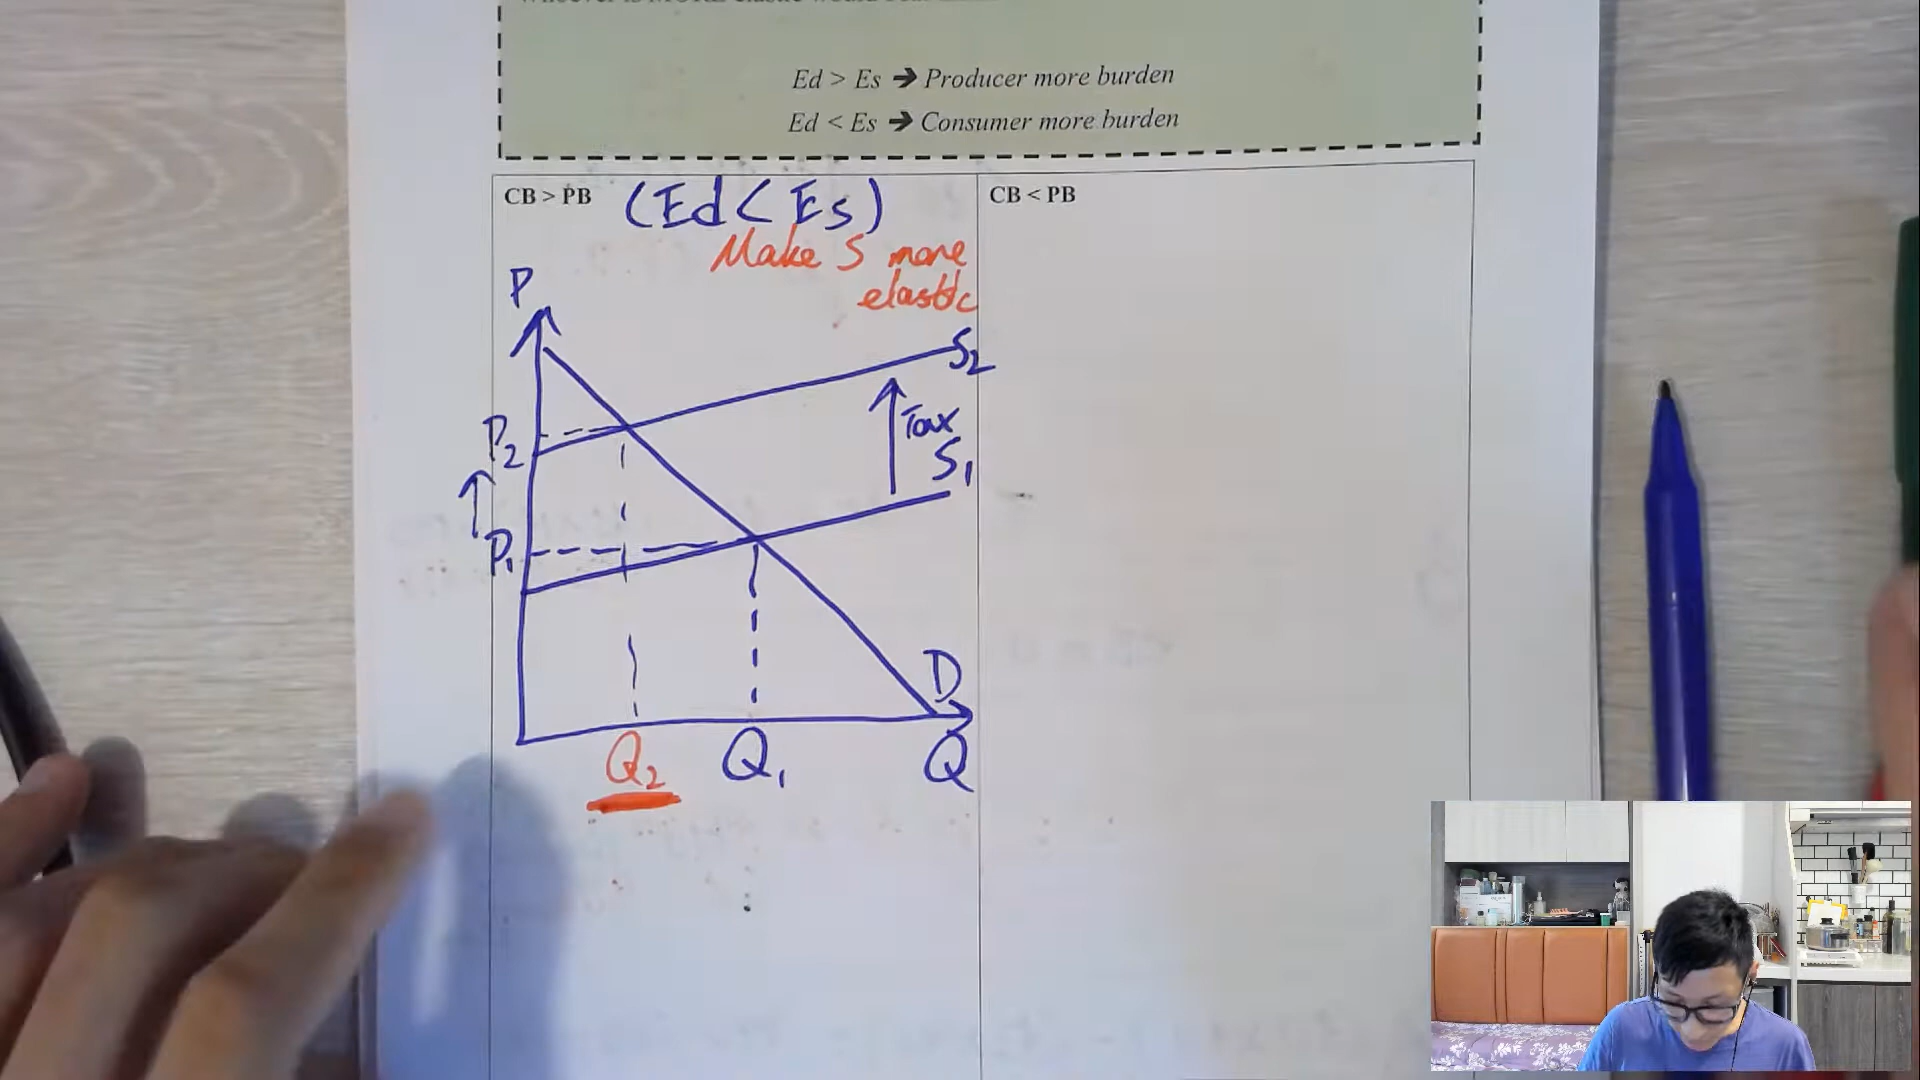 Ed > Es ➔ Producer more burden
Ed < Es ➔ Consumer more burden
CB > PB (Ed < Es)
Make S more
elastic
P
S2
Tax
S1
P2
P1
D
Q2 Q1 Q
CB < PB